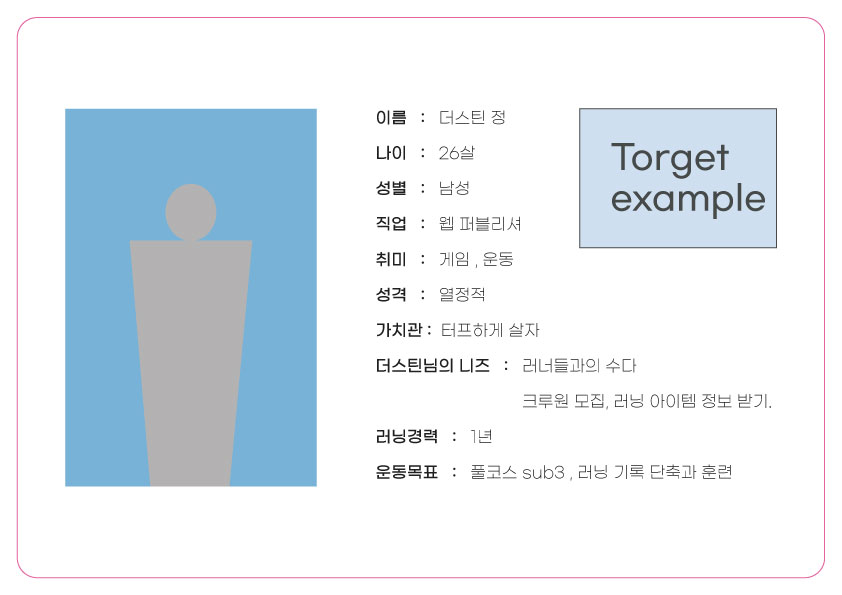 이름 : 더스틴 정
나이 : 26살
성별 : 남성
직업 : 웹 퍼블리셔
취미 : 게임 , 운동
성격 : 열정적
가치관 : 터프하게 살자
더스틴님의 니즈 : 러너들과의 수다
크루원 모집, 러닝 아이템 정보 받기.
러닝경력 : 1년
운동목표 : 풀코스 sub3 , 러닝 기록 단축과 훈련
Torget
example